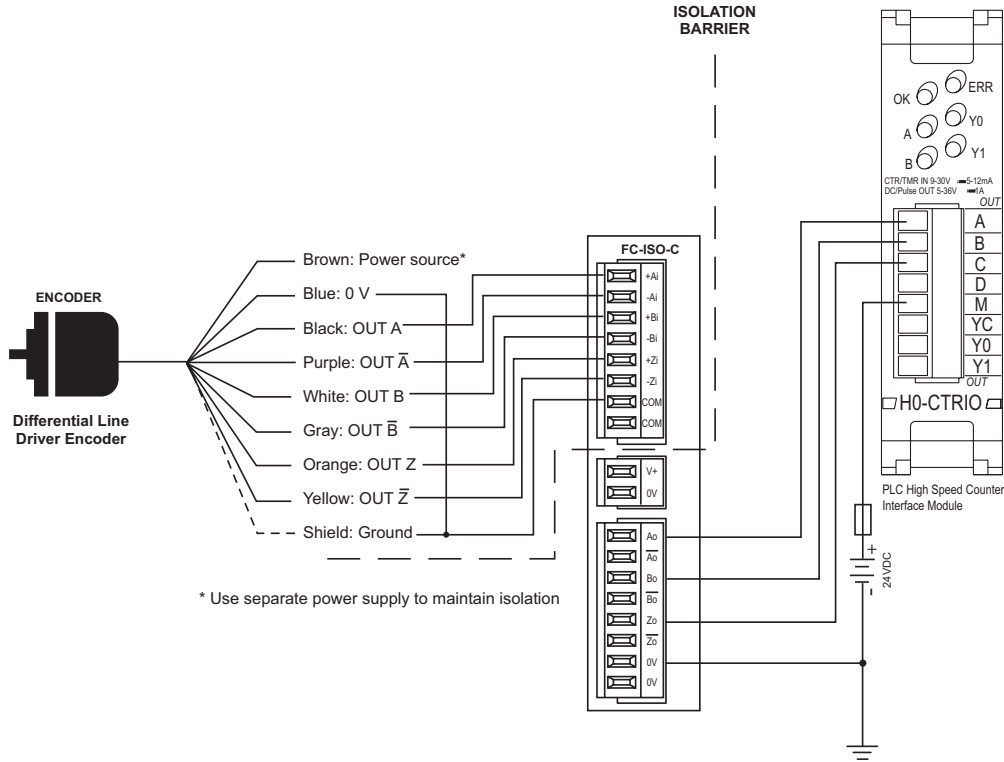 ISOLATION
BARRIER
ENCODER
Differential Line
Driver Encoder
Brown: Power source*
Blue: 0 V
Black: OUT A
Purple: OUT A̅
White: OUT B
Gray: OUT B̅
Orange: OUT Z
Yellow: OUT Z̅
Shield: Ground
* Use separate power supply to maintain isolation
FC-ISO-C
+Ai
-Ai
+Bi
-Bi
+Zi
-Zi
COM
COM
V+
0V
Ao
A̅o̅
Bo
B̅o̅
Zo
Z̅o̅
0V
0V
OK
ERR
A
Y0
B
Y1
CTR/TMR IN 9-30V 5-12mA
DC/Pulse OUT 5-36V 1A
OUT
A
B
C
D
M
YC
Y0
Y1
OUT
H0-CTRIO
PLC High Speed Counter
Interface Module
+
24VDC
-